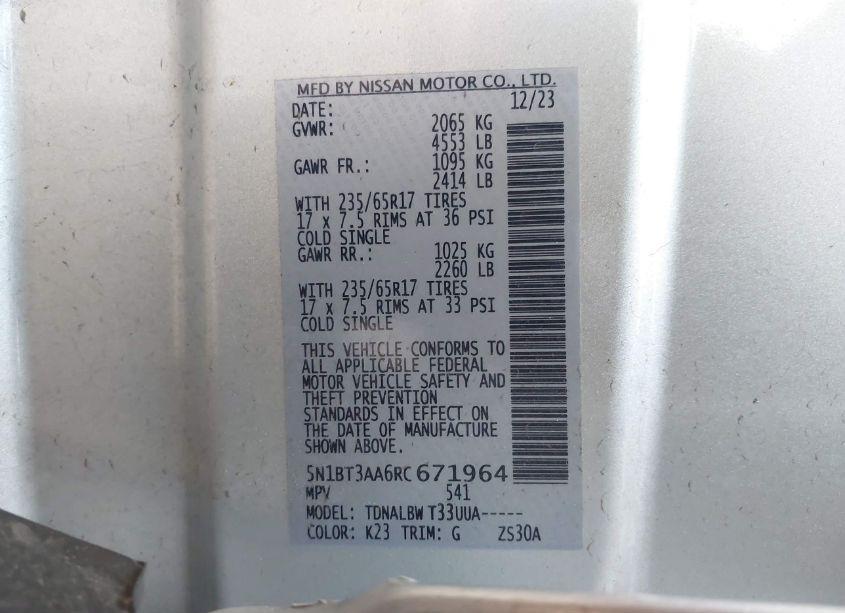 MFD BY NISSAN MOTOR CO., LTD.
DATE: 12/23
GVWR: 2065 KG
4553 LB
GAWR FR.: 1095 KG
2414 LB
WITH 235/65R17 TIRES
17 x 7.5 RIMS AT 36 PSI
COLD SINGLE
GAWR RR.: 1025 KG
2260 LB
WITH 235/65R17 TIRES
17 x 7.5 RIMS AT 33 PSI
COLD SINGLE
THIS VEHICLE CONFORMS TO
ALL APPLICABLE FEDERAL
MOTOR VEHICLE SAFETY AND
THEFT PREVENTION
STANDARDS IN EFFECT ON
THE DATE OF MANUFACTURE
SHOWN ABOVE.
5N1BT3AA6RC671964
MPV 541
MODEL: TDNALBW T33UUA-----
COLOR: K23 TRIM: G ZS30A